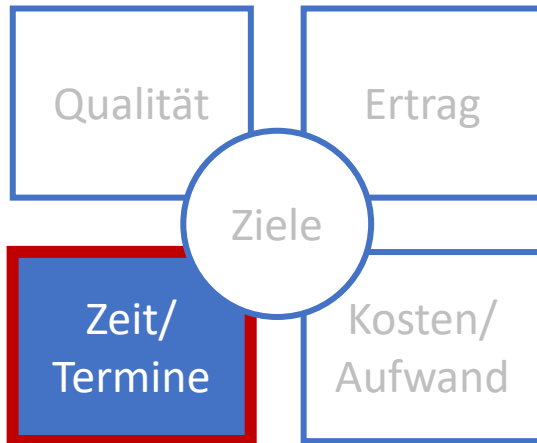 Qualität
Ertrag
Ziele
Zeit/
Termine
Kosten/
Aufwand